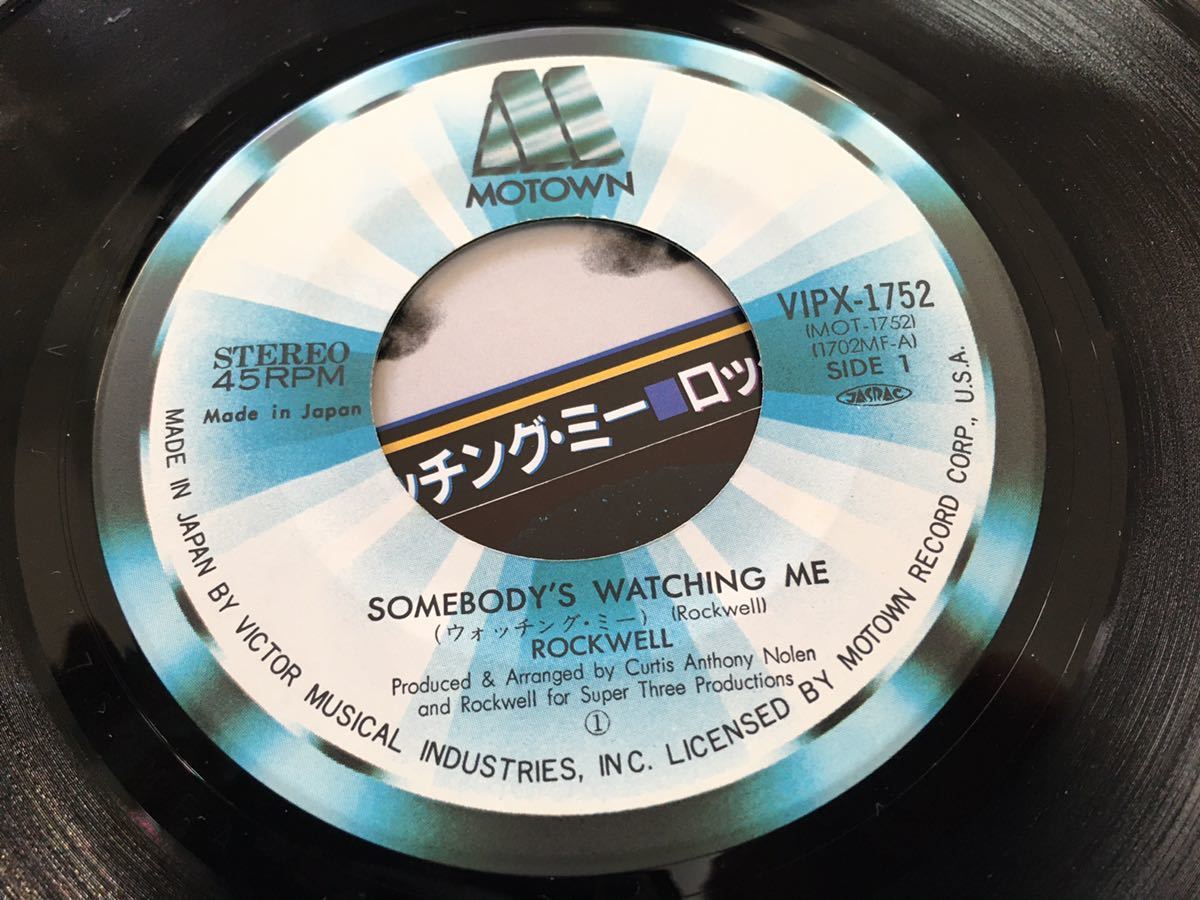 MOTOWN
VIPX-1752
(MOT-1752)
(1702MF-A)
SIDE 1
JASRAC
STEREO
45RPM
Made in Japan
ッチング・ミー■ロッ
SOMEBODY'S WATCHING ME
(ウォッチング・ミー) (Rockwell)
ROCKWELL
Produced & Arranged by Curtis Anthony Nolen
and Rockwell for Super Three Productions
①
MADE IN JAPAN BY VICTOR MUSICAL INDUSTRIES, INC. LICENSED BY MOTOWN RECORD CORP., U.S.A.